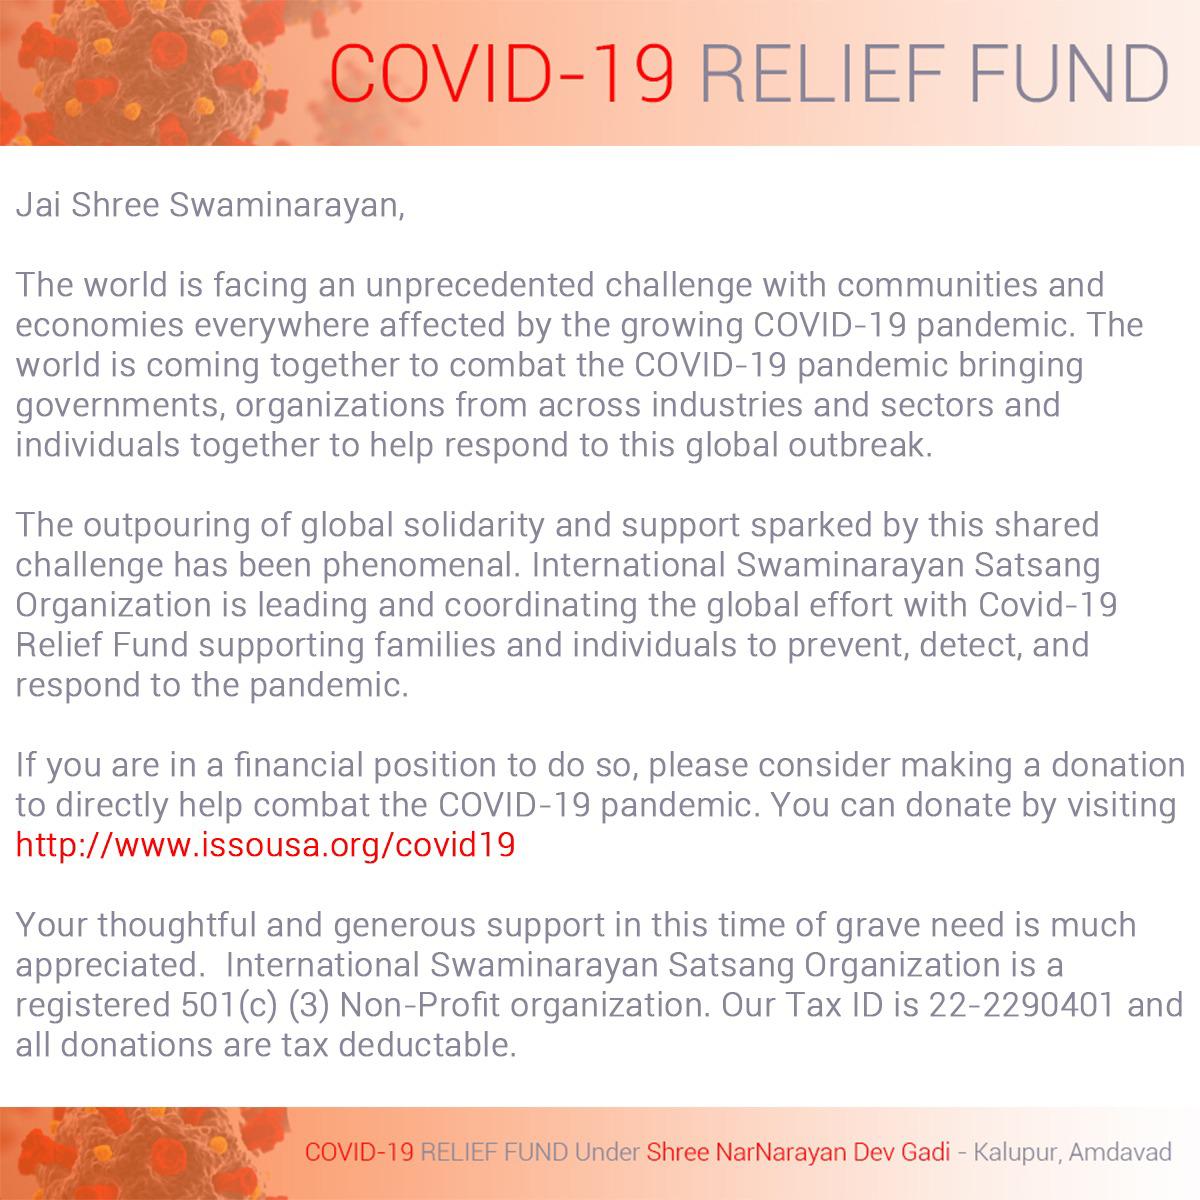 COVID-19 RELIEF FUND
Jai Shree Swaminarayan,
The world is facing an unprecedented challenge with communities and
economies everywhere affected by the growing COVID-19 pandemic. The
world is coming together to combat the COVID-19 pandemic bringing
governments, organizations from across industries and sectors and
individuals together to help respond to this global outbreak.
The outpouring of global solidarity and support sparked by this shared
challenge has been phenomenal. International Swaminarayan Satsang
Organization is leading and coordinating the global effort with Covid-19
Relief Fund supporting families and individuals to prevent, detect, and
respond to the pandemic.
If you are in a financial position to do so, please consider making a donation
to directly help combat the COVID-19 pandemic. You can donate by visiting
http://www.issousa.org/covid19
Your thoughtful and generous support in this time of grave need is much
appreciated.  International Swaminarayan Satsang Organization is a
registered 501(c) (3) Non-Profit organization. Our Tax ID is 22-2290401 and
all donations are tax deductable.
COVID-19 RELIEF FUND Under Shree NarNarayan Dev Gadi - Kalupur, Amdavad